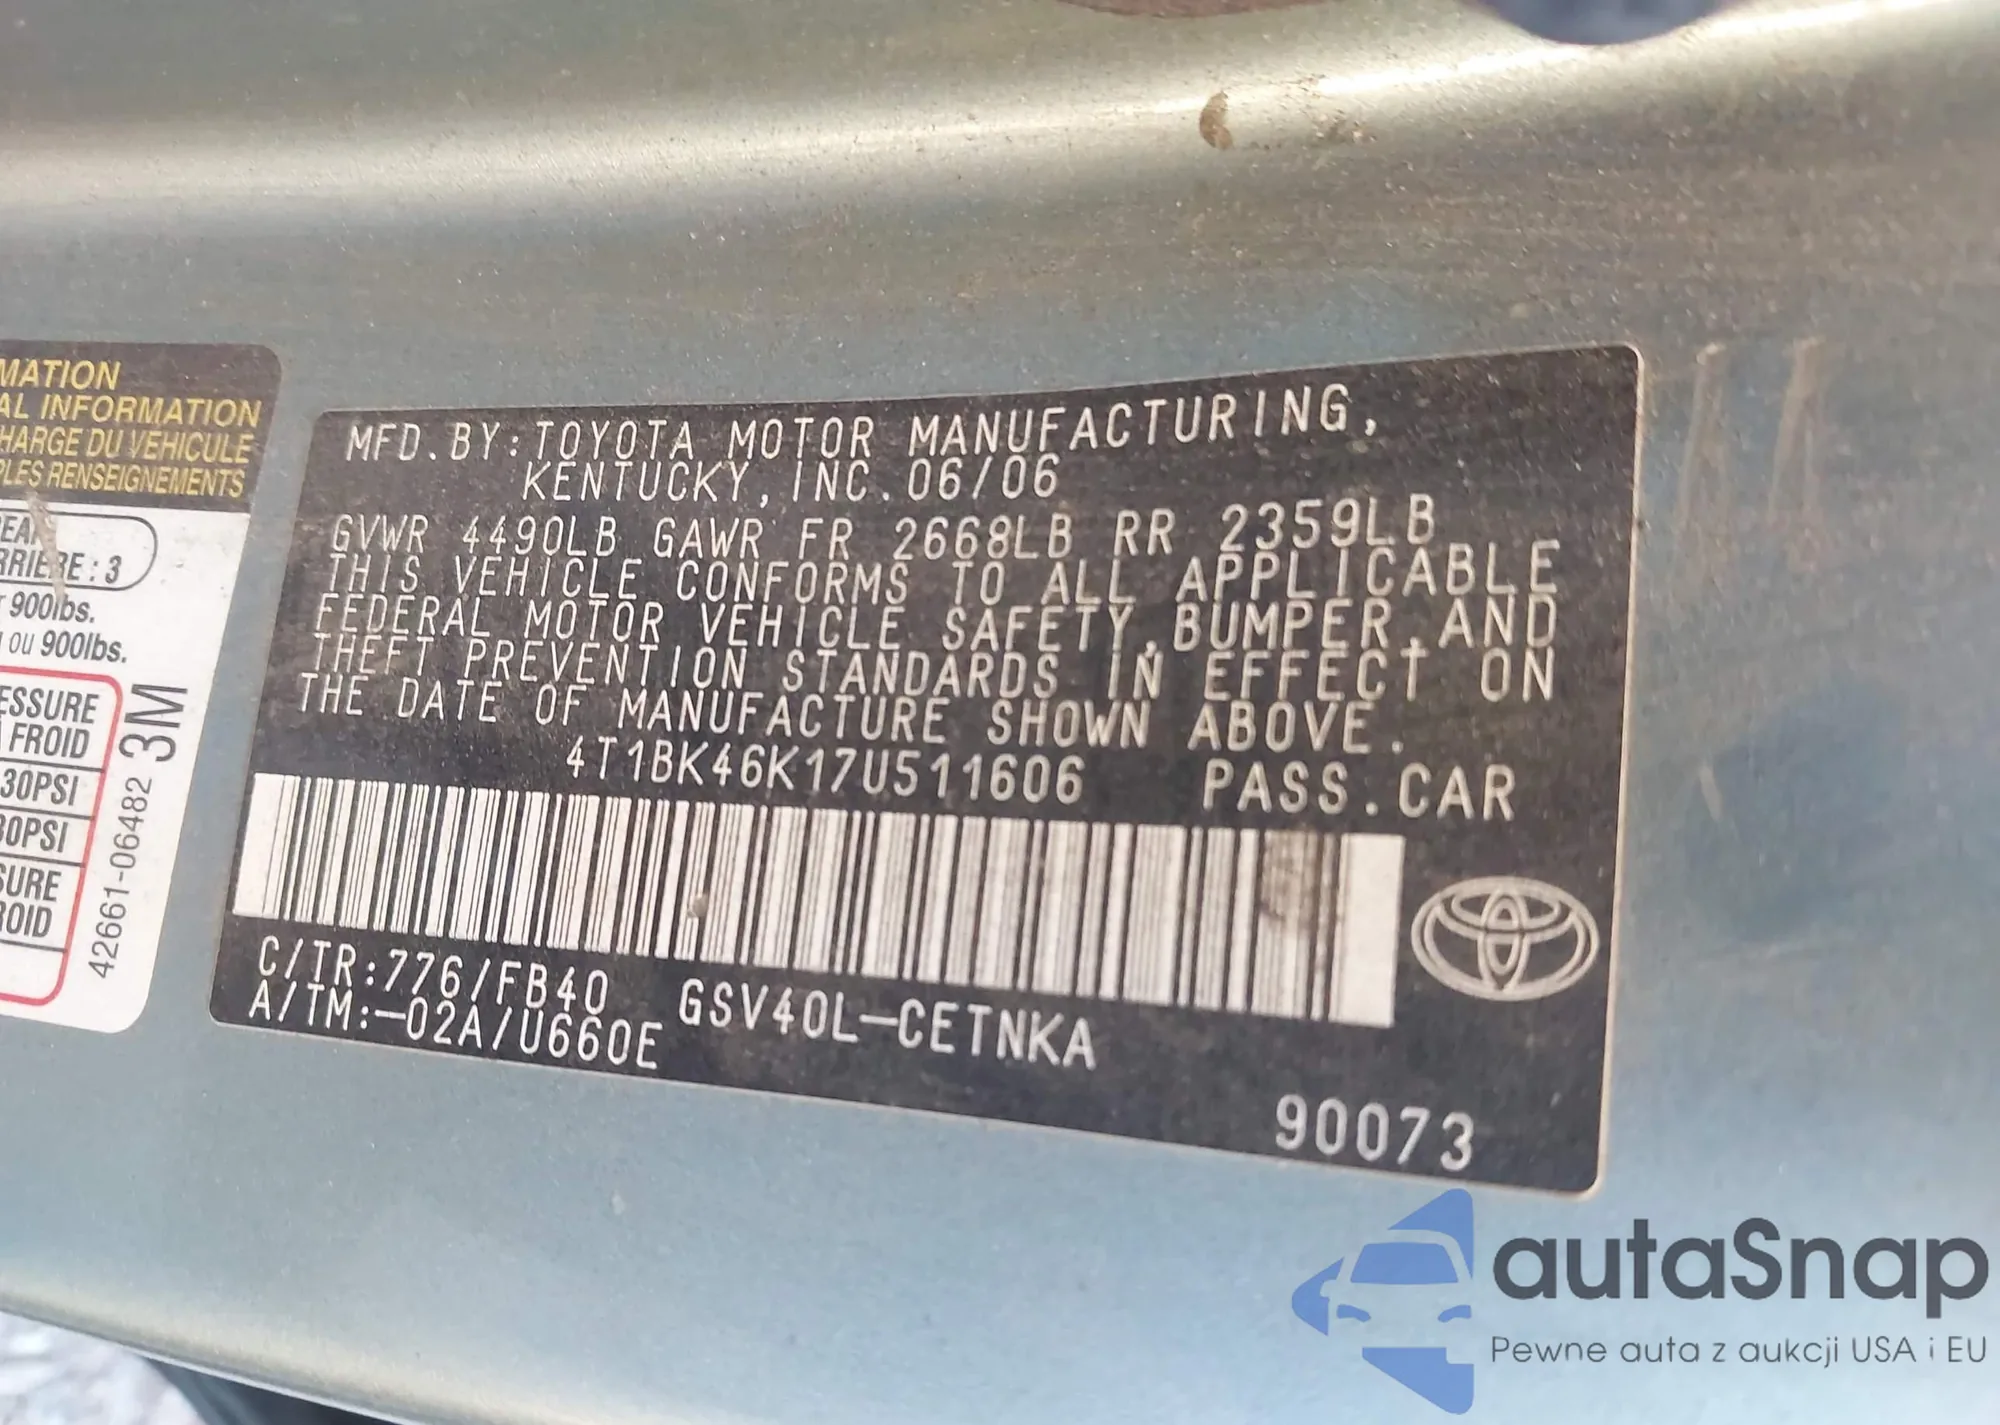 MATION
AL INFORMATION
HARGE DU VEHICULE
PLES RENSEIGNEMENTS
REAR
RRIERE : 3
900lbs.
ou 900lbs.
ESSURE
FROID
30PSI
30PSI
SURE
ROID
3M
42661-06482
MFD.BY:TOYOTA MOTOR MANUFACTURING,
KENTUCKY, INC. 06/06
GVWR 4490LB GAWR FR 2668LB RR 2359LB
THIS VEHICLE CONFORMS TO ALL APPLICABLE
FEDERAL MOTOR VEHICLE SAFETY,BUMPER,AND
THEFT PREVENTION STANDARDS IN EFFECT ON
THE DATE OF MANUFACTURE SHOWN ABOVE.
4T1BK46K17U511606 PASS.CAR
C/TR:776/FB40 GSV40L-CETNKA
A/TM:-02A/U660E
90073
autaSnap
Pewne auta z aukcji USA i EU